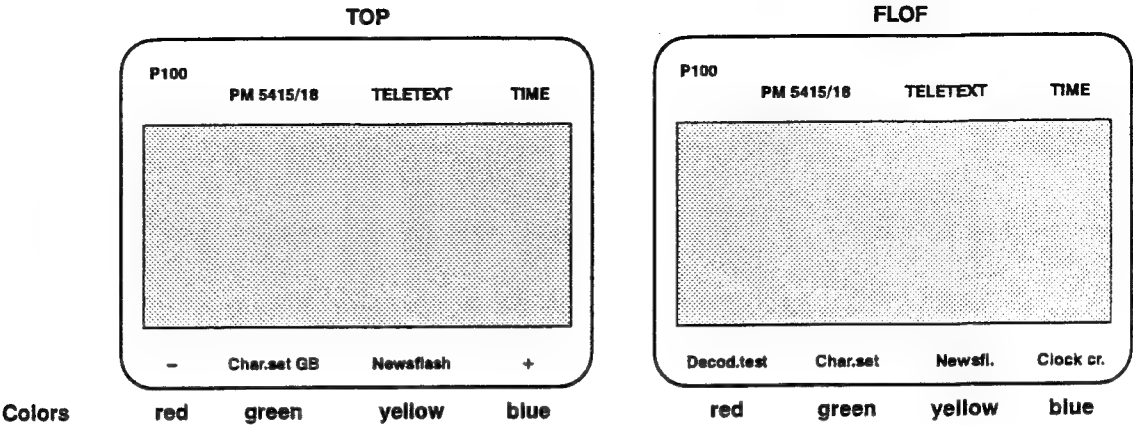 TOP FLOF
P100 P100
PM 5415/18 TELETEXT TIME PM 5415/18 TELETEXT TIME
– Char.set GB Newsflash + Decod.test Char.set Newsfl. Clock cr.
Colors red green yellow blue red green yellow blue